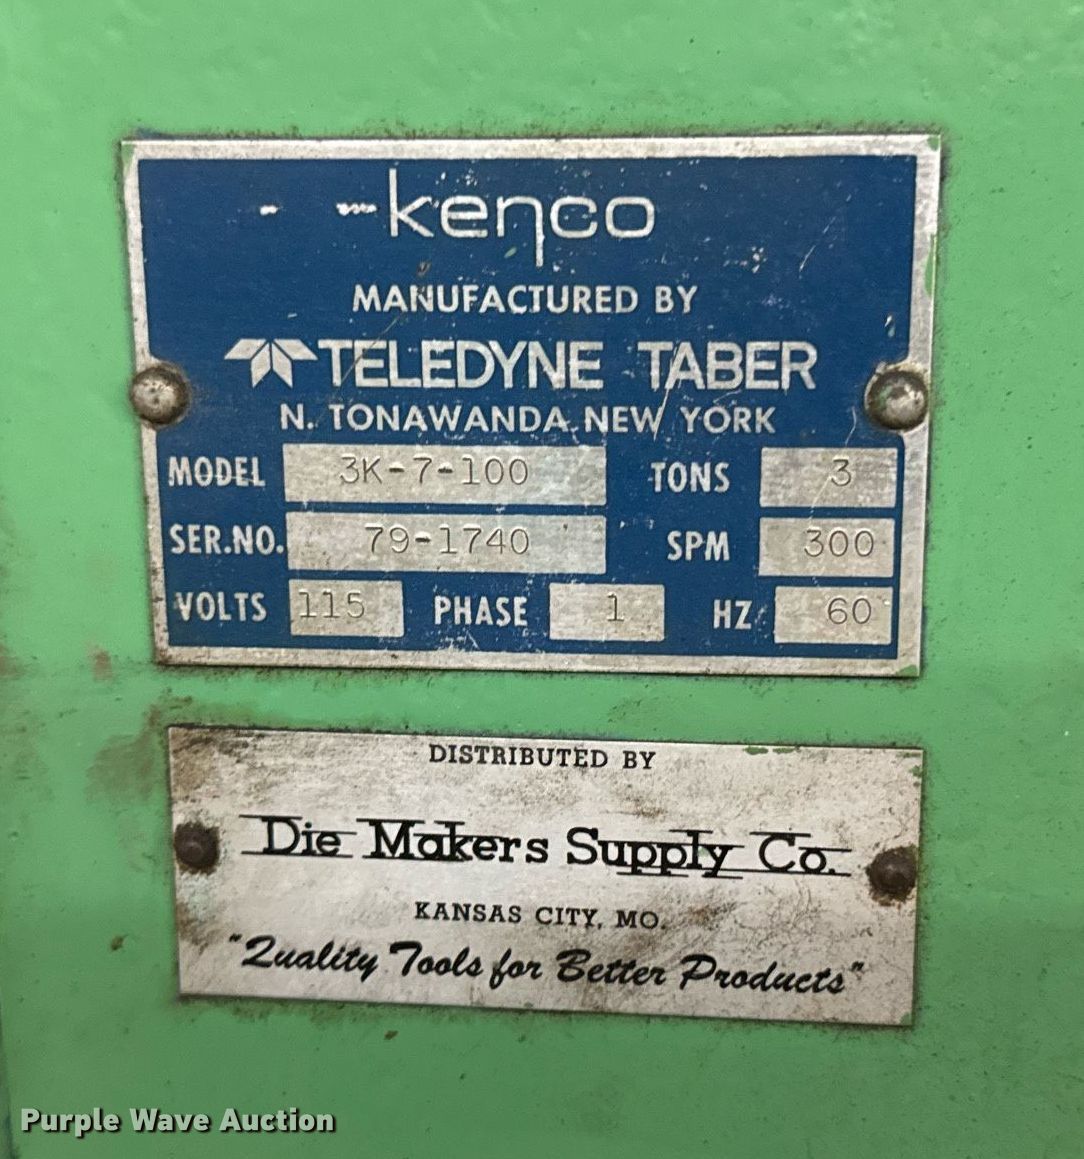 kenco
MANUFACTURED BY
TELEDYNE TABER
N. TONAWANDA, NEW YORK
MODEL 3K-7-100 TONS 3
SER.NO. 79-1740 SPM 300
VOLTS 115 PHASE 1 HZ 60
DISTRIBUTED BY
Die Makers Supply Co.
KANSAS CITY, MO.
"Quality Tools for Better Products"
Purple Wave Auction